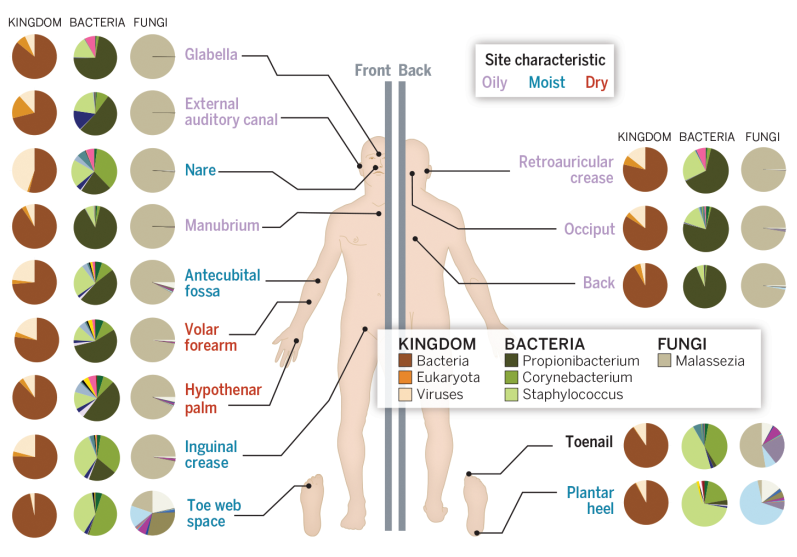 KINGDOM BACTERIA FUNGI
Glabella
External
auditory canal
Nare
Manubrium
Antecubital
fossa
Volar
forearm
Hypothenar
palm
Inguinal
crease
Toe web
space
Front Back
Site characteristic
Oily Moist Dry
KINGDOM BACTERIA FUNGI
Retroauricular
crease
Occiput
Back
KINGDOM
Bacteria
Eukaryota
Viruses
BACTERIA
Propionibacterium
Corynebacterium
Staphylococcus
FUNGI
Malassezia
Toenail
Plantar
heel